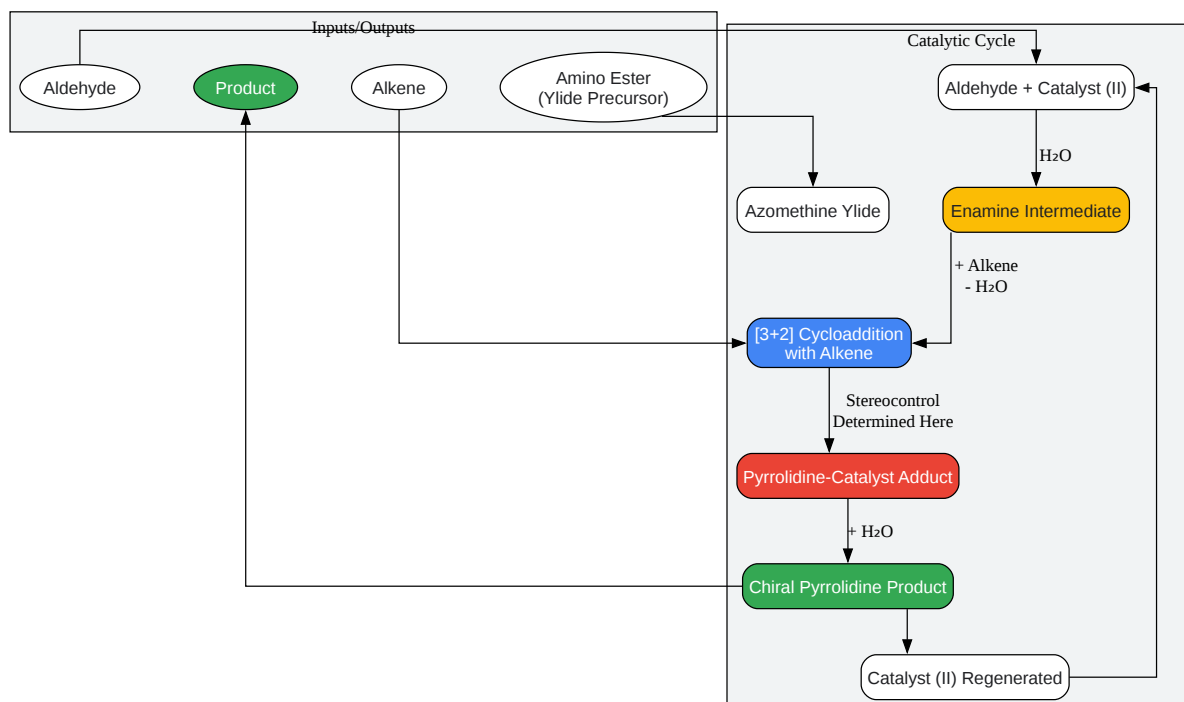 Inputs/Outputs
Catalytic Cycle
Aldehyde
Product
Alkene
Amino Ester
(Ylide Precursor)
Aldehyde + Catalyst (II)
H₂O
Azomethine Ylide
Enamine Intermediate
+ Alkene
- H₂O
[3+2] Cycloaddition
with Alkene
Stereocontrol
Determined Here
Pyrrolidine-Catalyst Adduct
+ H₂O
Chiral Pyrrolidine Product
Catalyst (II) Regenerated